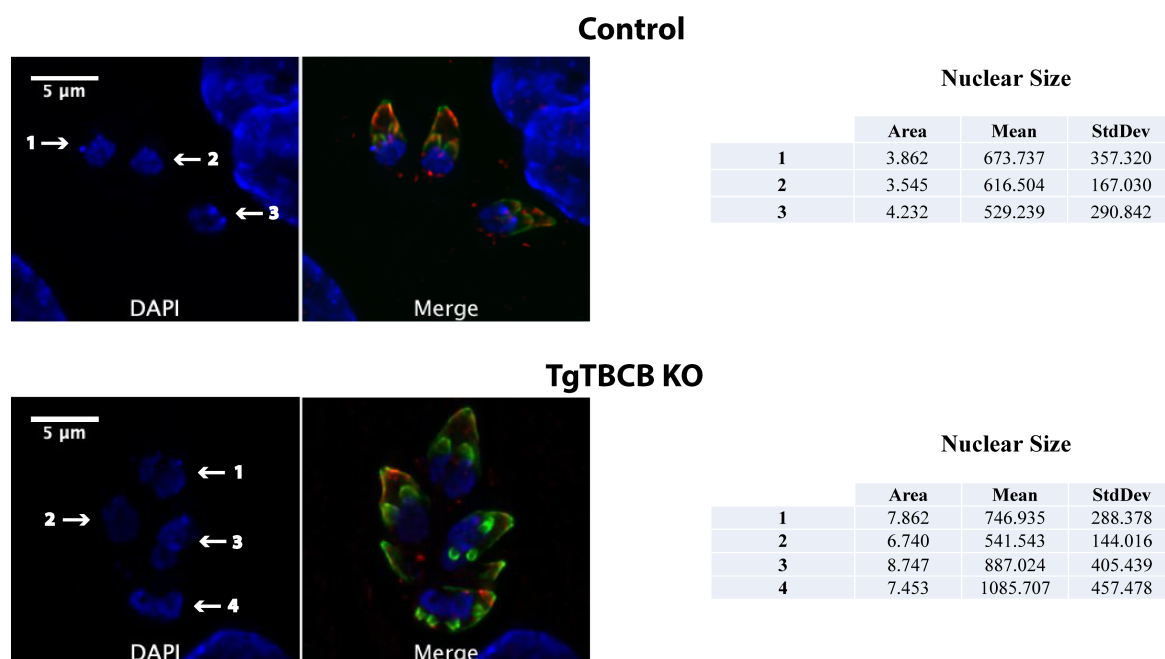 Control
5 μm
1 → ← 2
← 3
DAPI
Merge
Nuclear Size
Area Mean StdDev
1 3.862 673.737 357.320
2 3.545 616.504 167.030
3 4.232 529.239 290.842
TgTBCB KO
5 μm
← 1
2 →
← 3
← 4
DAPI
Merge
Nuclear Size
Area Mean StdDev
1 7.862 746.935 288.378
2 6.740 541.543 144.016
3 8.747 887.024 405.439
4 7.453 1085.707 457.478